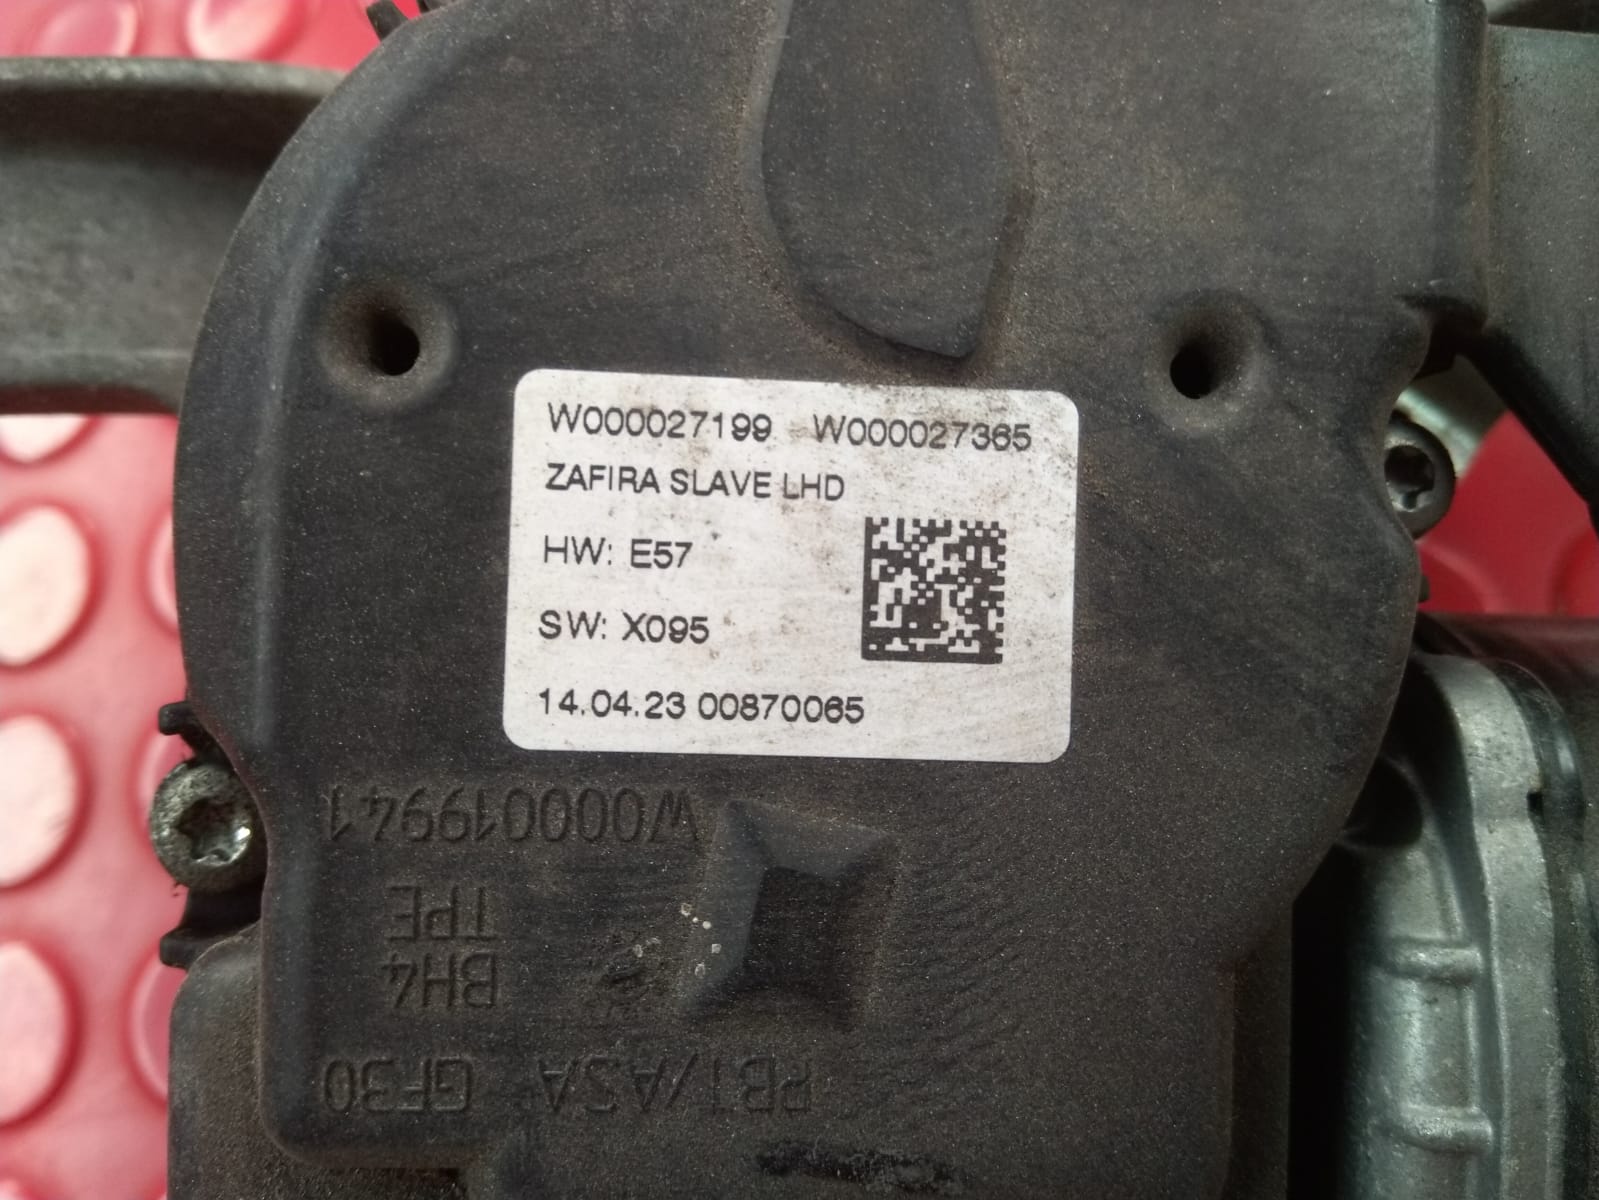 W000027199 W000027365
ZAFIRA SLAVE LHD
HW: E57
SW: X095
14.04.23 00870065
W000019941
TPE
BH4
PBT/ASA GF30